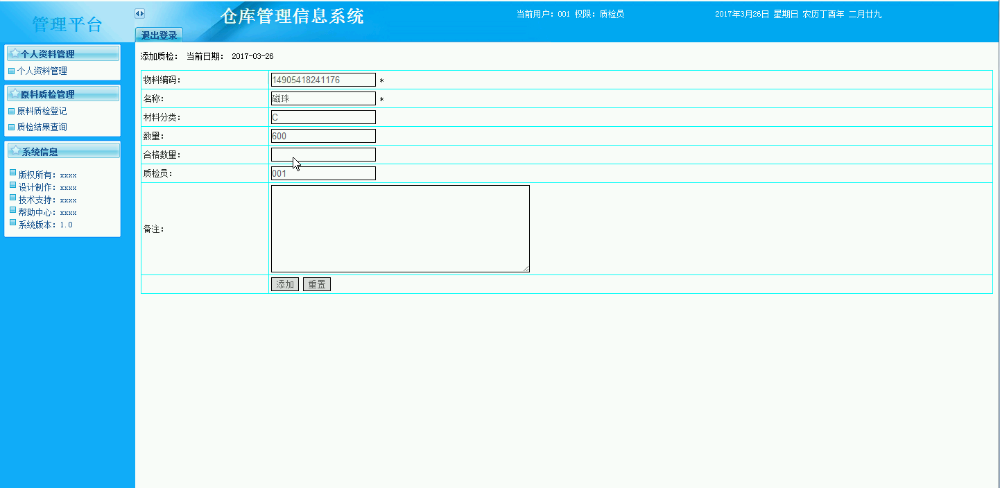 管理平台
仓库管理信息系统
当前用户：001 权限：质检员
2017年3月26日 星期日 农历丁酉年 二月廿九
退出登录
个人资料管理
个人资料管理
原料质检管理
原料质检登记
质检结果查询
系统信息
版权所有：xxxx
设计制作：xxxx
技术支持：xxxx
帮助中心：xxxx
系统版本：1.0
添加质检： 当前日期： 2017-03-26
物料编码： 14905418241176 *
名称： 磁珠 *
材料分类： C
数量： 600
合格数量：
质检员： 001
备注：
添加 重置